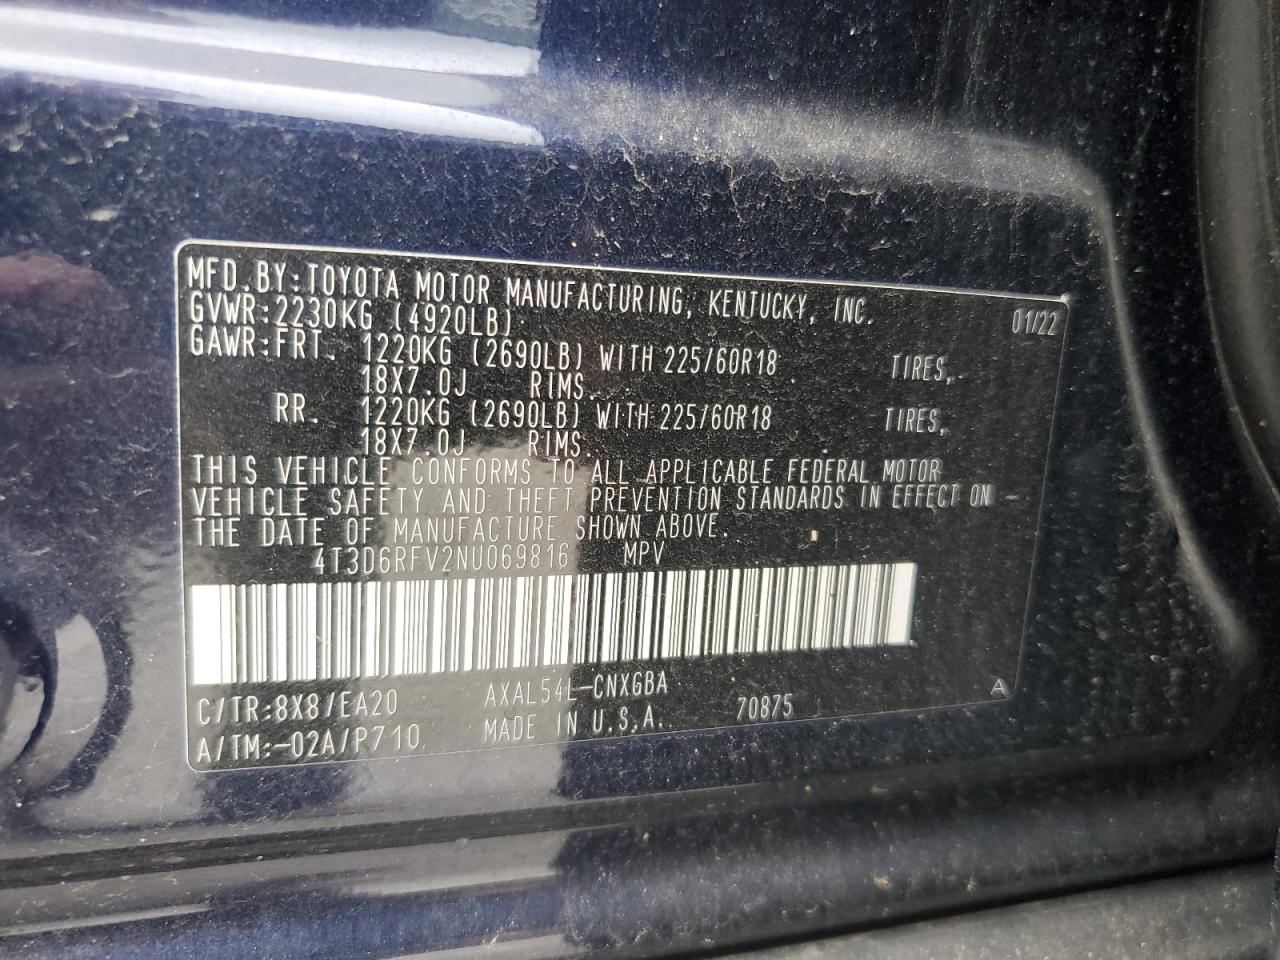 MFD.BY:TOYOTA MOTOR MANUFACTURING, KENTUCKY, INC.
GVWR:2230KG (4920LB) 01/22
GAWR:FRT. 1220KG (2690LB) WITH 225/60R18 TIRES,
18X7.0J RIMS.
RR. 1220KG (2690LB) WITH 225/60R18 TIRES,
18X7.0J RIMS.
THIS VEHICLE CONFORMS TO ALL APPLICABLE FEDERAL MOTOR
VEHICLE SAFETY AND THEFT PREVENTION STANDARDS IN EFFECT ON
THE DATE OF MANUFACTURE SHOWN ABOVE.
4T3D6RFV2NU069816 MPV
C/TR:8X8/EA20 AXAL54L-CNXGBA A
A/TM:-02A/P710 MADE IN U.S.A. 70875